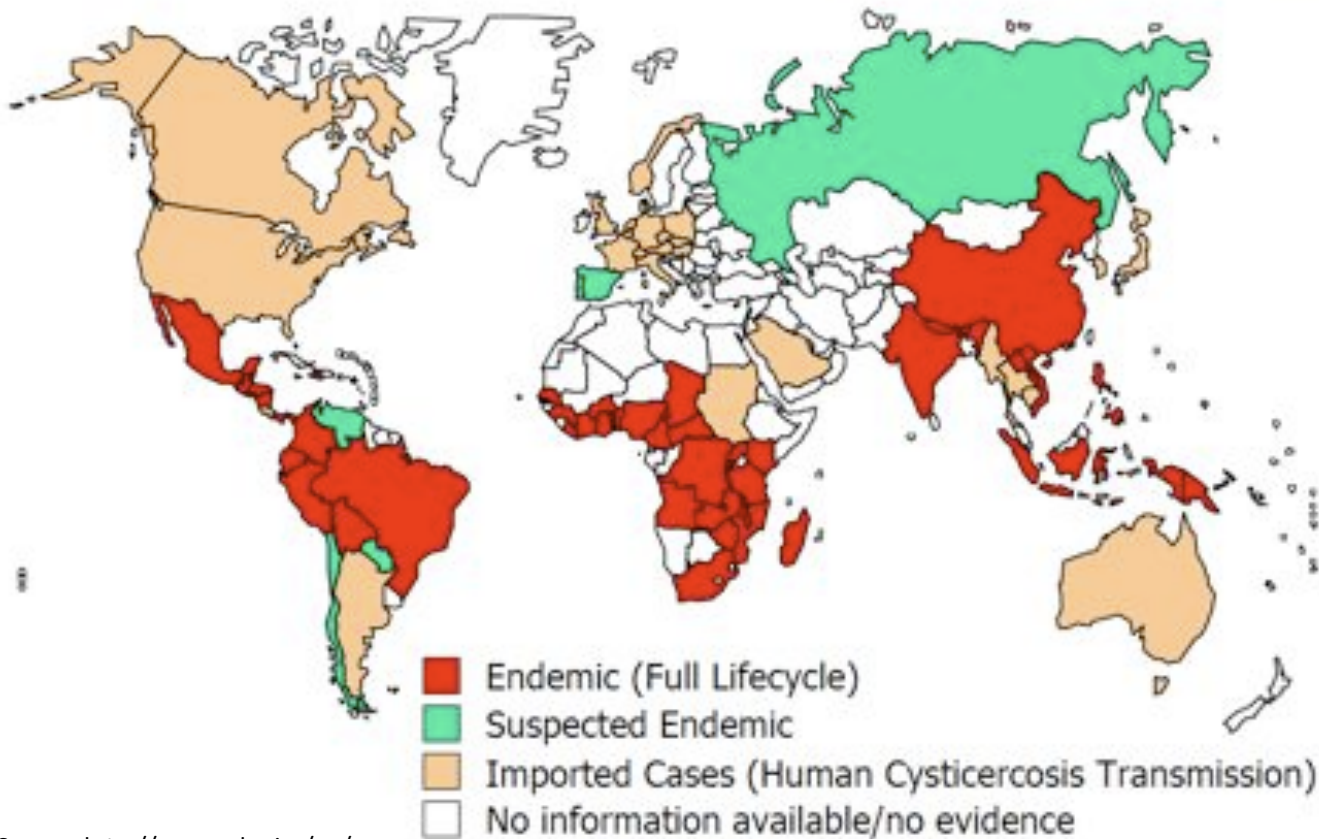 Endemic (Full Lifecycle)
Suspected Endemic
Imported Cases (Human Cysticercosis Transmission)
No information available/no evidence